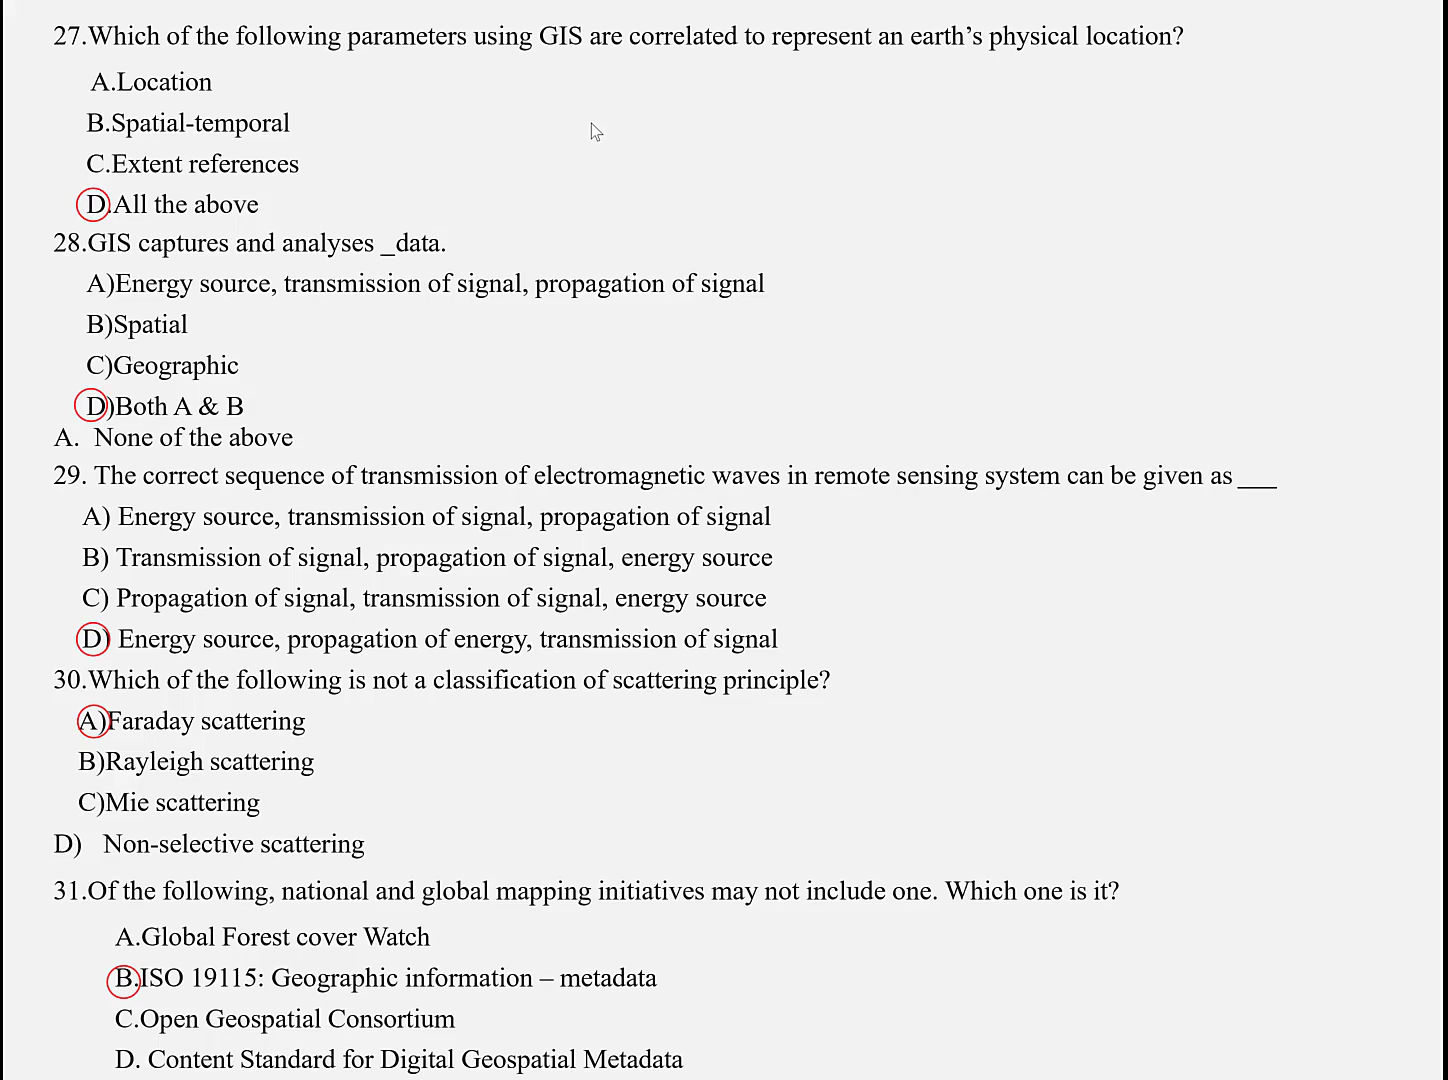 27.Which of the following parameters using GIS are correlated to represent an earth’s physical location?
A.Location
B.Spatial-temporal
C.Extent references
D.All the above
28.GIS captures and analyses _data.
A)Energy source, transmission of signal, propagation of signal
B)Spatial
C)Geographic
D)Both A & B
A. None of the above
29. The correct sequence of transmission of electromagnetic waves in remote sensing system can be given as ___
A) Energy source, transmission of signal, propagation of signal
B) Transmission of signal, propagation of signal, energy source
C) Propagation of signal, transmission of signal, energy source
D) Energy source, propagation of energy, transmission of signal
30.Which of the following is not a classification of scattering principle?
A)Faraday scattering
B)Rayleigh scattering
C)Mie scattering
D) Non-selective scattering
31.Of the following, national and global mapping initiatives may not include one. Which one is it?
A.Global Forest cover Watch
B.ISO 19115: Geographic information – metadata
C.Open Geospatial Consortium
D. Content Standard for Digital Geospatial Metadata